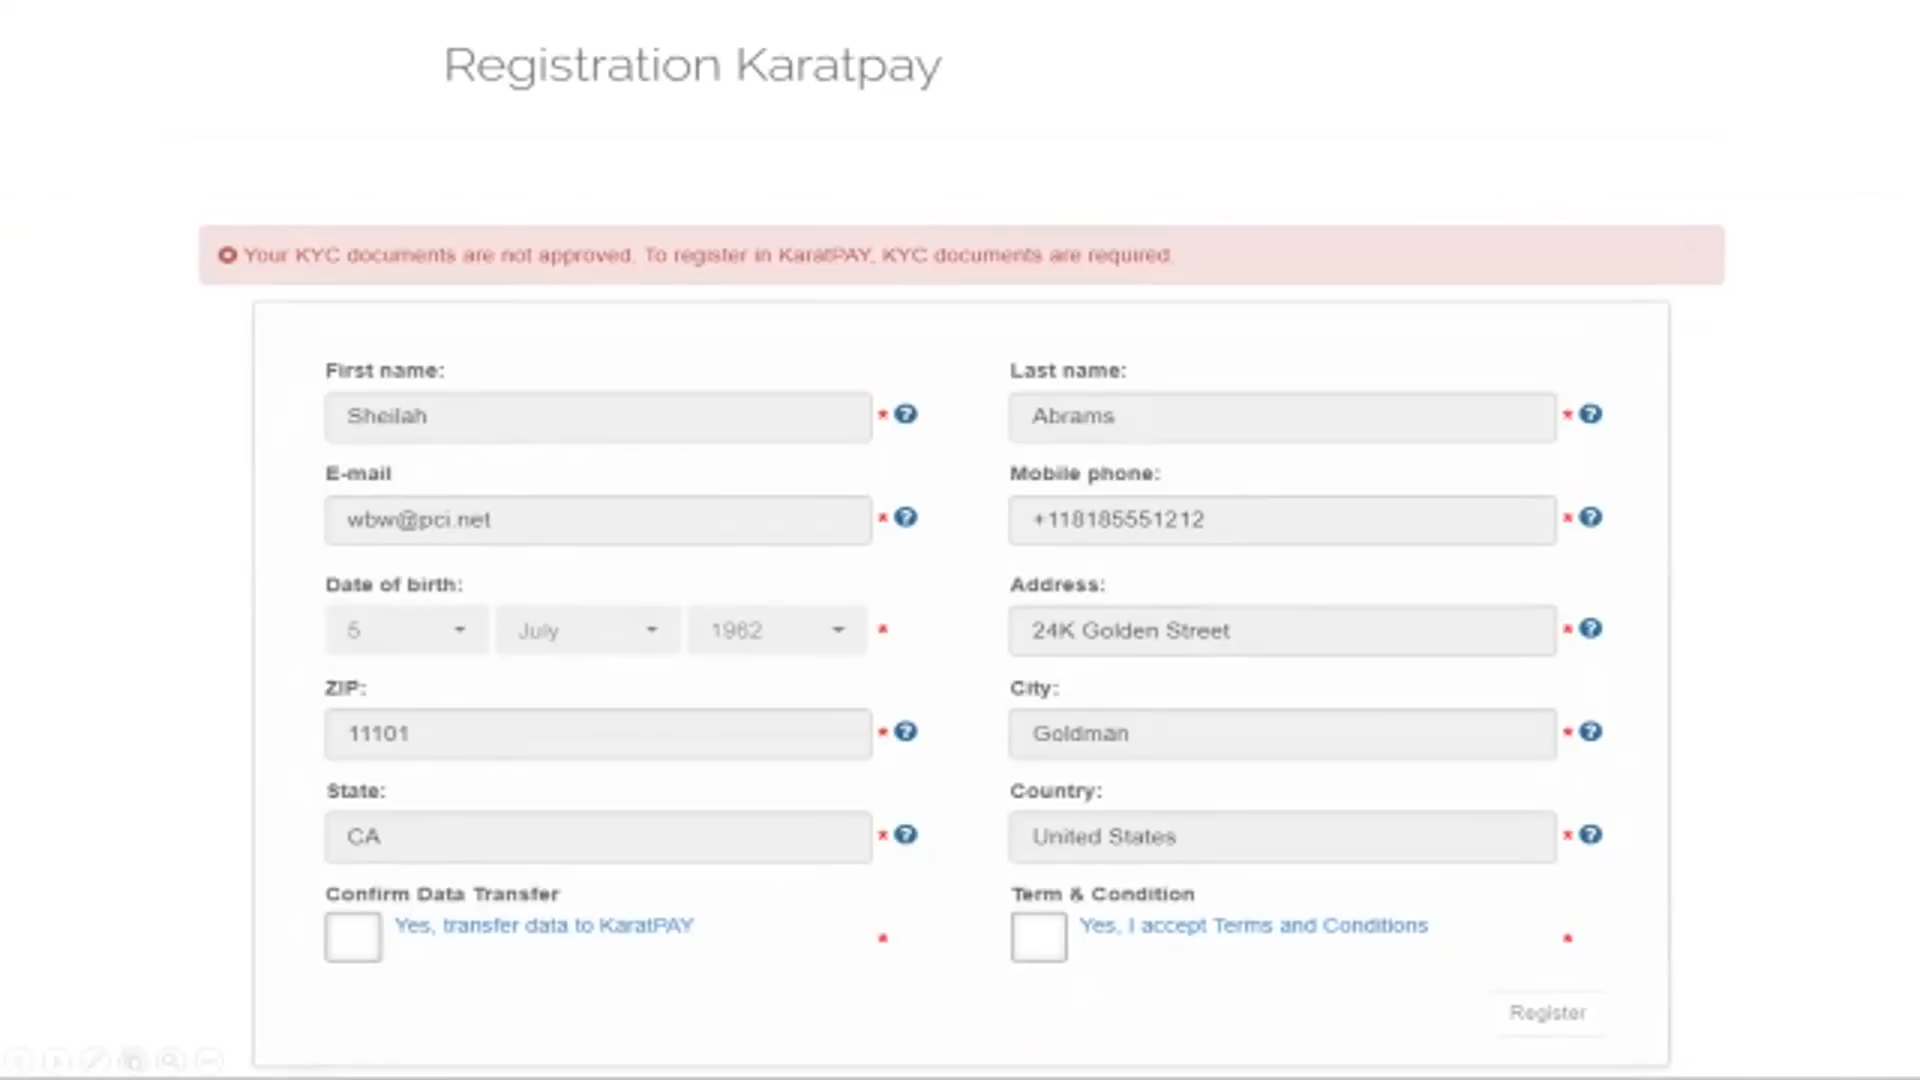 Registration Karatpay
Your KYC documents are not approved. To register in KaratPAY, KYC documents are required.
First name:
Last name:
Sheilah
* ?
Abrams
* ?
E-mail
Mobile phone:
wbw@pci.net
* ?
+118185551212
* ?
Date of birth:
Address:
5
July
1962
*
24K Golden Street
* ?
ZIP:
City:
11101
* ?
Goldman
* ?
State:
Country:
CA
* ?
United States
* ?
Confirm Data Transfer
Term & Condition
Yes, transfer data to KaratPAY
*
Yes, I accept Terms and Conditions
*
Register